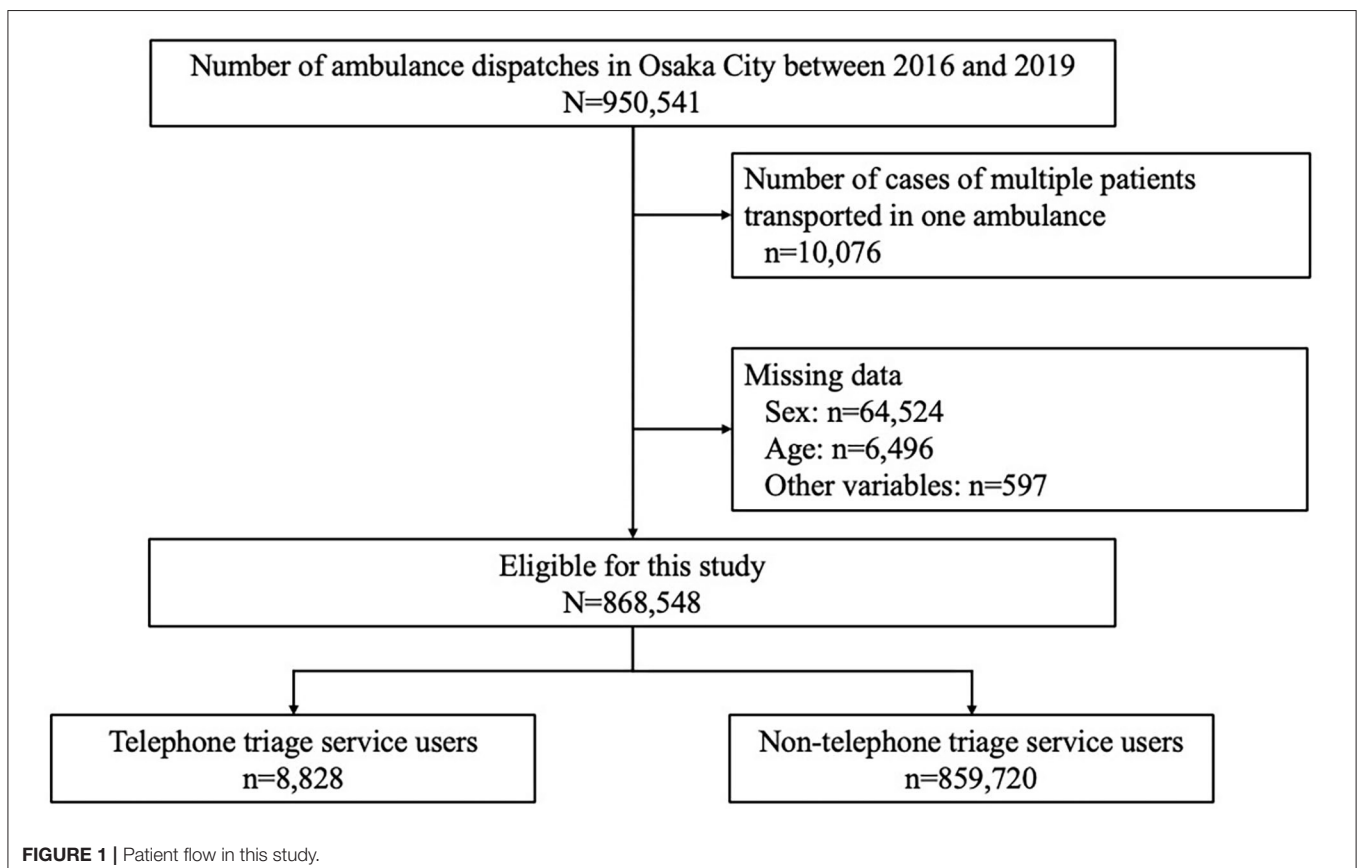 Number of ambulance dispatches in Osaka City between 2016 and 2019
N=950,541
Number of cases of multiple patients
transported in one ambulance
n=10,076
Missing data
Sex: n=64,524
Age: n=6,496
Other variables: n=597
Eligible for this study
N=868,548
Telephone triage service users
n=8,828
Non-telephone triage service users
n=859,720
FIGURE 1 | Patient flow in this study.